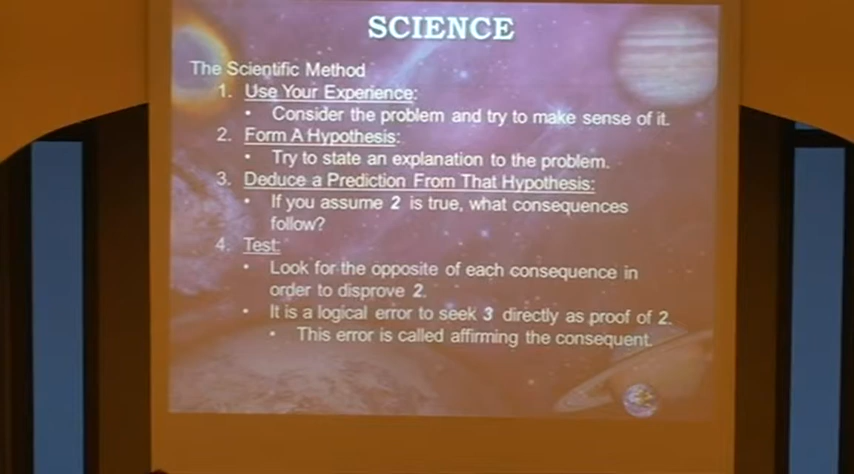 SCIENCE
The Scientific Method
1. Use Your Experience:
• Consider the problem and try to make sense of it.
2. Form A Hypothesis:
• Try to state an explanation to the problem.
3. Deduce a Prediction From That Hypothesis:
• If you assume 2 is true, what consequences
follow?
4. Test:
• Look for the opposite of each consequence in
order to disprove 2.
• It is a logical error to seek 3 directly as proof of 2.
• This error is called affirming the consequent.